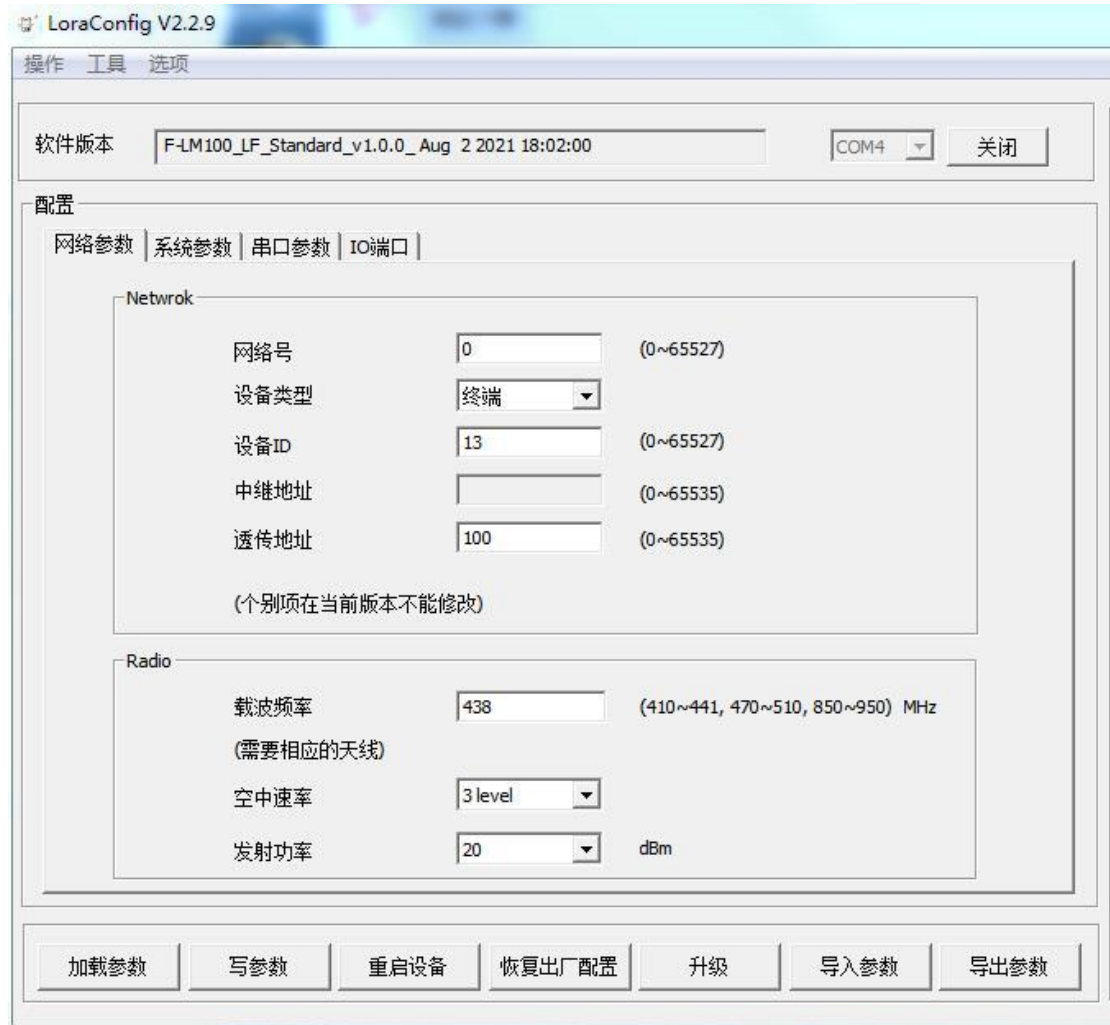 LoraConfig V2.2.9
操作 工具 选项
软件版本 F-LM100_LF_Standard_v1.0.0_ Aug 2 2021 18:02:00 COM4 关闭
配置
网络参数 系统参数 串口参数 IO端口
Netwrok
网络号 0 (0~65527)
设备类型 终端
设备ID 13 (0~65527)
中继地址 (0~65535)
透传地址 100 (0~65535)
(个别项在当前版本不能修改)
Radio
载波频率 438 (410~441, 470~510, 850~950) MHz
(需要相应的天线)
空中速率 3 level
发射功率 20 dBm
加载参数 写参数 重启设备 恢复出厂配置 升级 导入参数 导出参数